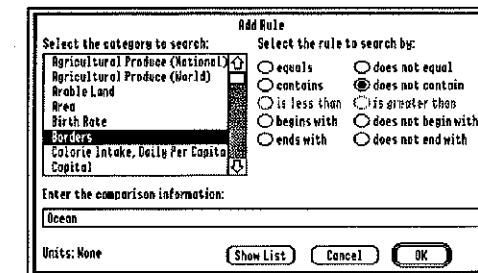 Add Rule
Select the category to search:
Select the rule to search by:
Agricultural Produce (National)
Agricultural Produce (World)
Arable Land
Area
Birth Rate
Borders
Calorie Intake, Daily Per Capita
Capital
equals
does not equal
contains
does not contain
is less than
is greater than
begins with
does not begin with
ends with
does not end with
Enter the comparison information:
Ocean
Units: None
Show List
Cancel
OK